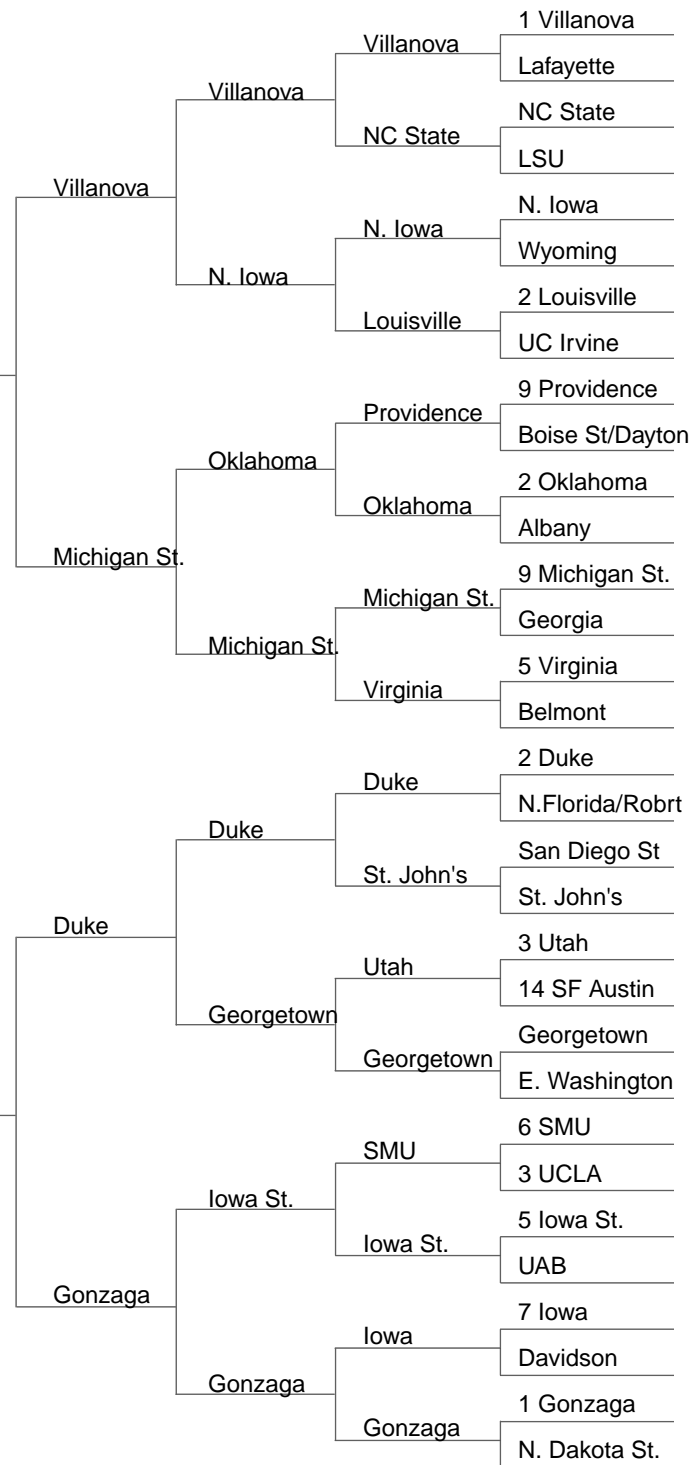 1 Villanova
Villanova
Lafayette
Villanova
NC State
NC State
LSU
Villanova
N. Iowa
N. Iowa
Wyoming
N. Iowa
2 Louisville
Louisville
UC Irvine
9 Providence
Providence
Boise St/Dayton
Oklahoma
2 Oklahoma
Oklahoma
Albany
Michigan St.
9 Michigan St.
Michigan St.
Georgia
Michigan St.
5 Virginia
Virginia
Belmont
2 Duke
Duke
N.Florida/Robrt
Duke
San Diego St
St. John's
St. John's
Duke
3 Utah
Utah
14 SF Austin
Georgetown
Georgetown
Georgetown
E. Washington
6 SMU
SMU
3 UCLA
Iowa St.
5 Iowa St.
Iowa St.
UAB
Gonzaga
7 Iowa
Iowa
Davidson
Gonzaga
1 Gonzaga
Gonzaga
N. Dakota St.